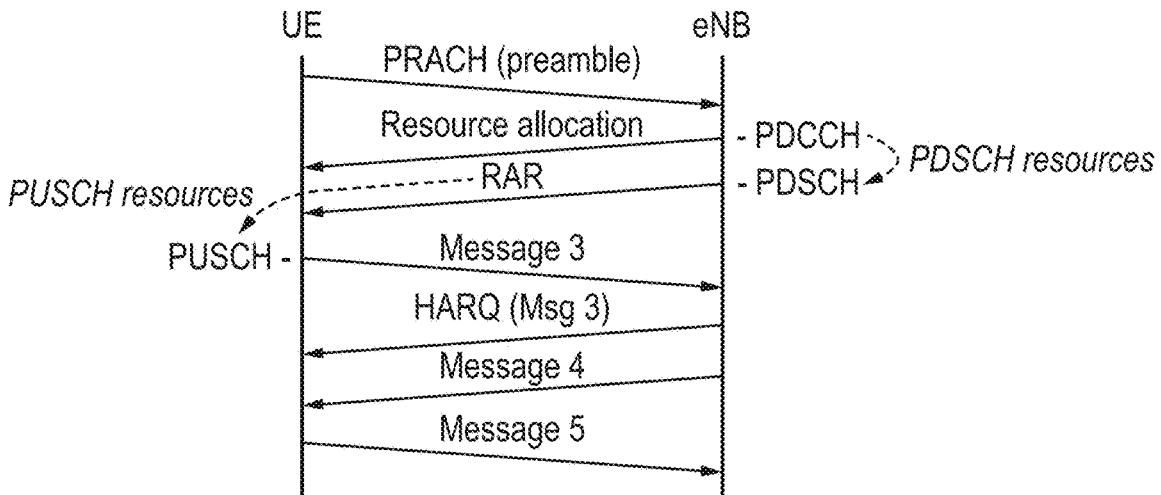 UE
eNB
PRACH (preamble)
Resource allocation
- PDCCH
PDSCH resources
RAR
- PDSCH
PUSCH resources
PUSCH -
Message 3
HARQ (Msg 3)
Message 4
Message 5